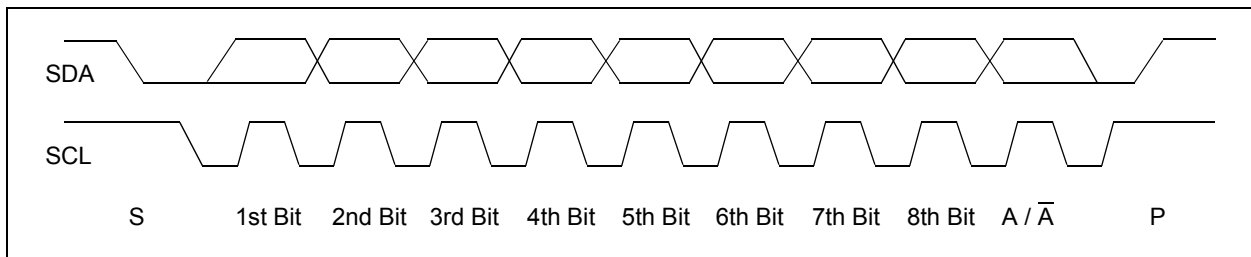 SDA
SCL
S 1st Bit 2nd Bit 3rd Bit 4th Bit 5th Bit 6th Bit 7th Bit 8th Bit A / A̅ P